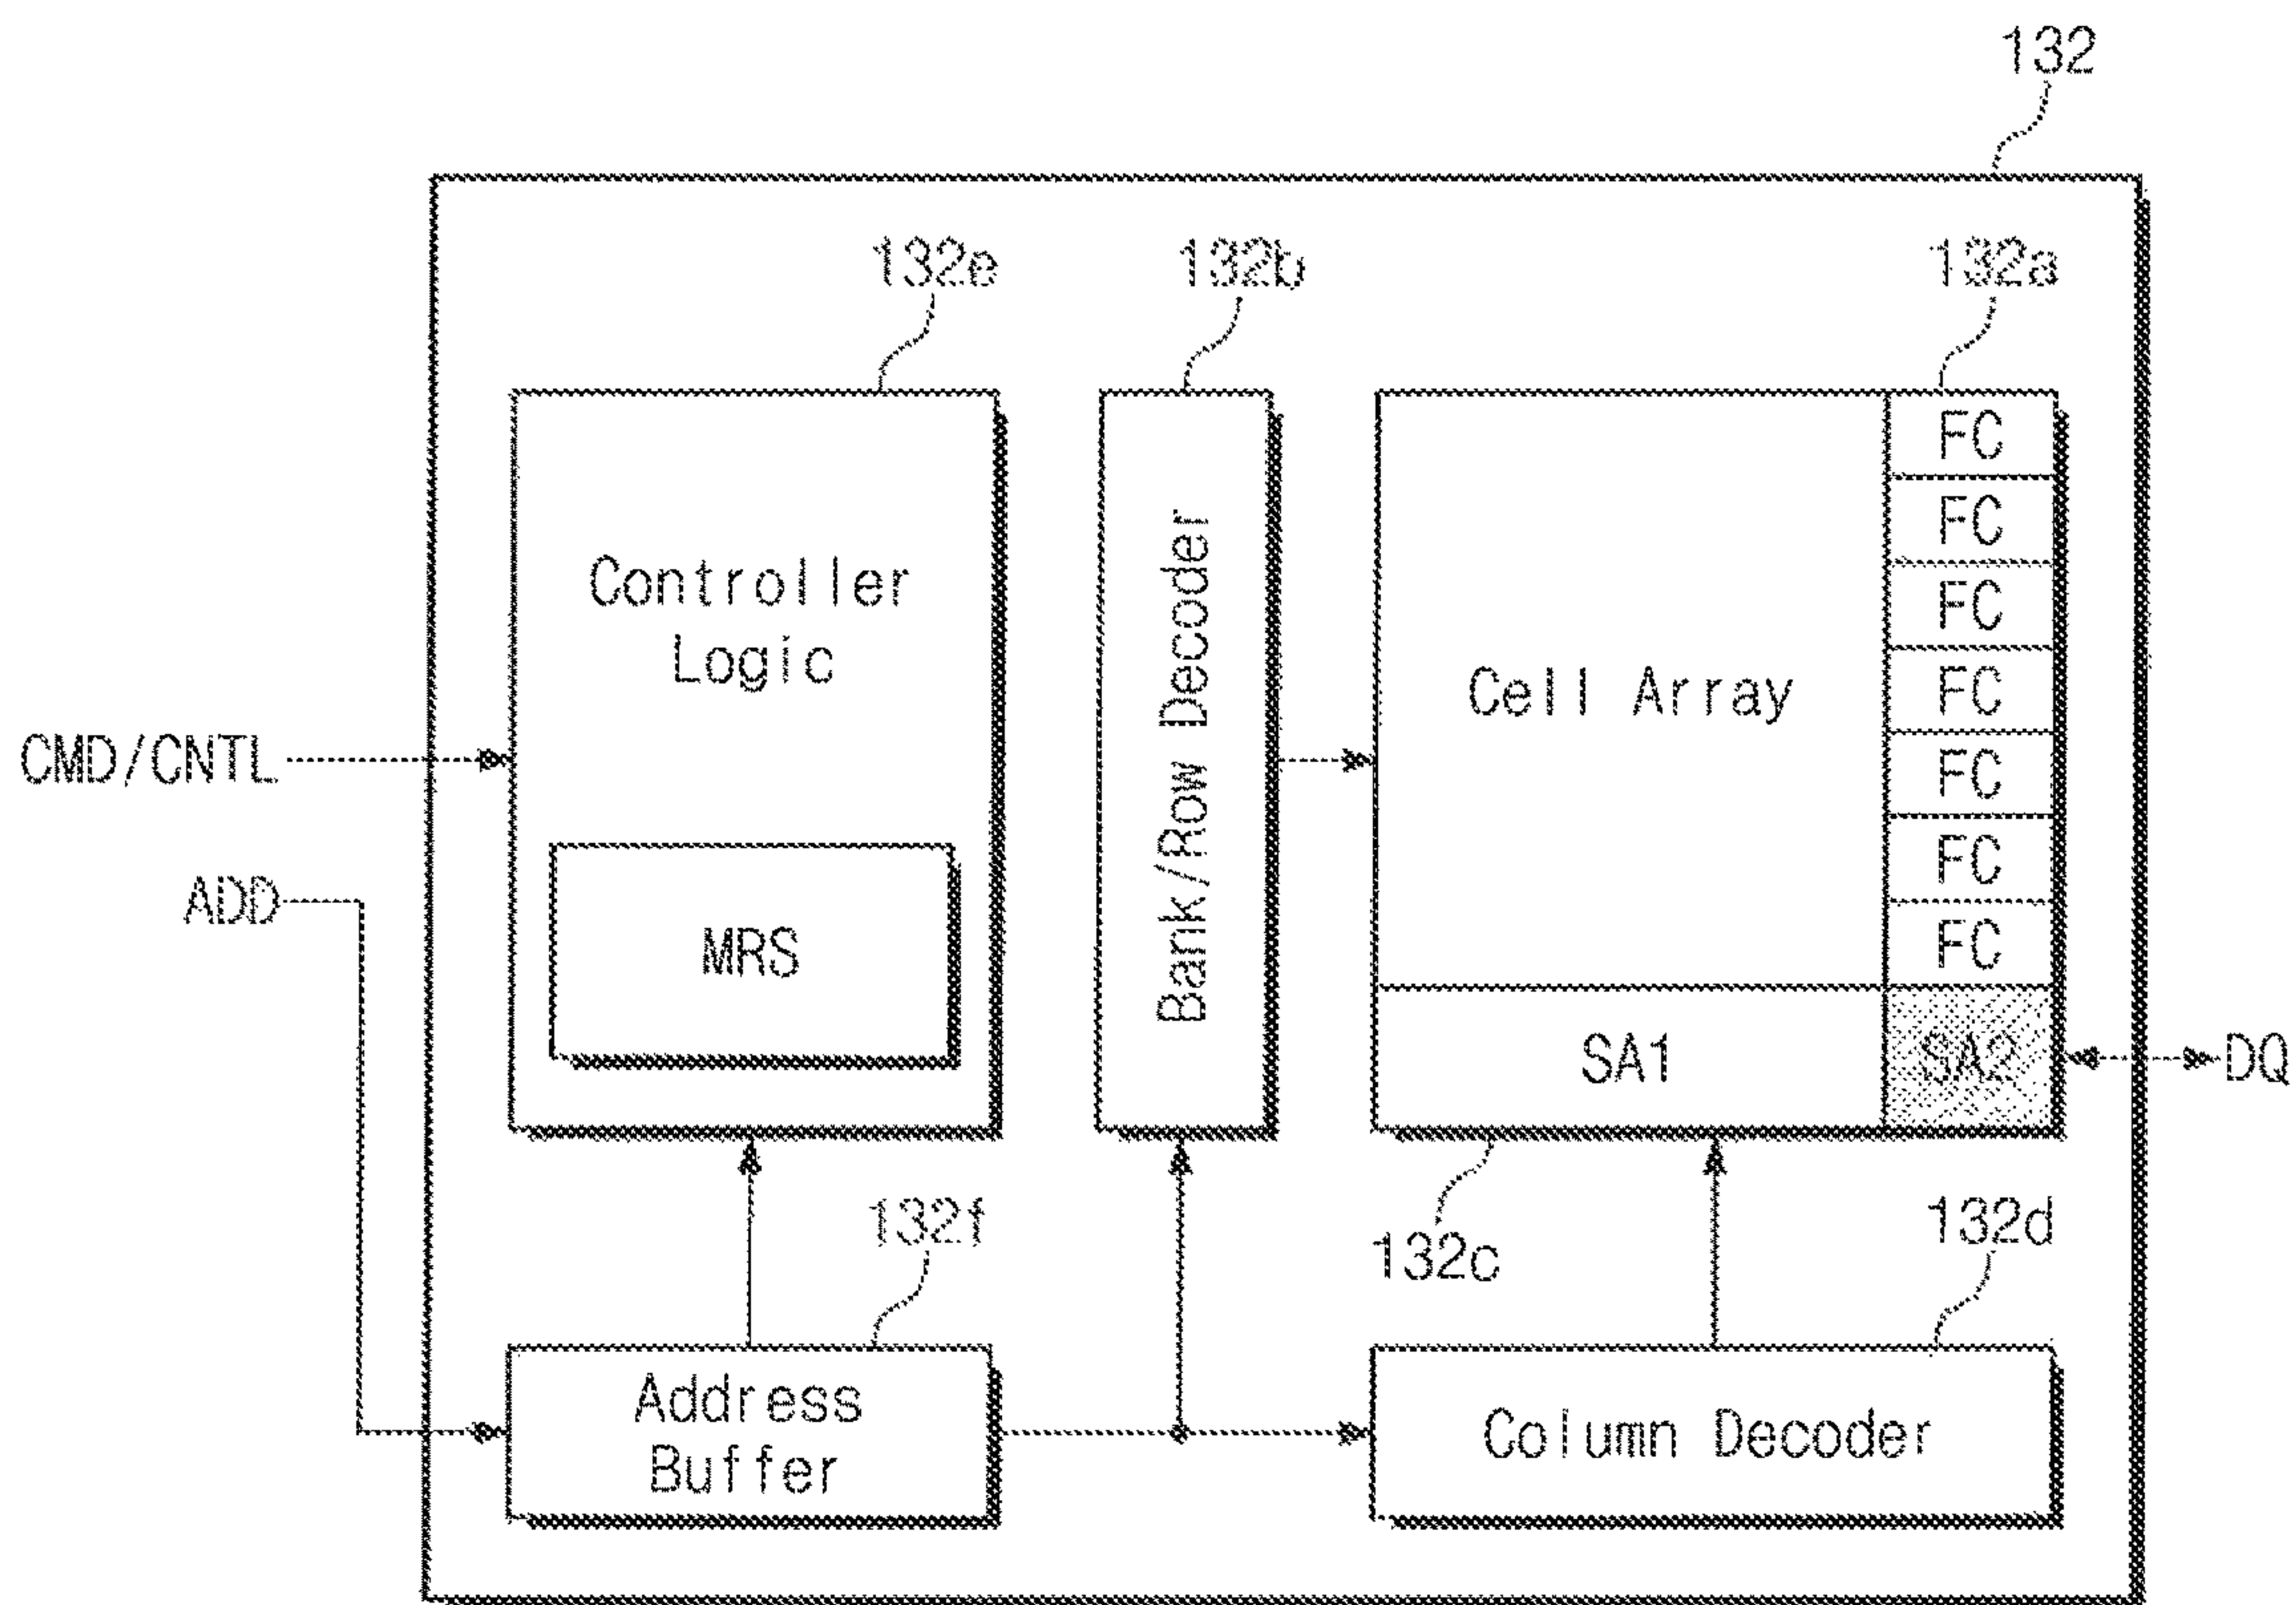 132
132e
132b
132a
Controller
Logic
MRS
Bank/Row Decoder
Cell Array
FC
FC
FC
FC
FC
FC
FC
SA1
SA2
CMD/CNTL
ADD
DQ
132f
132c
132d
Address
Buffer
Column Decoder